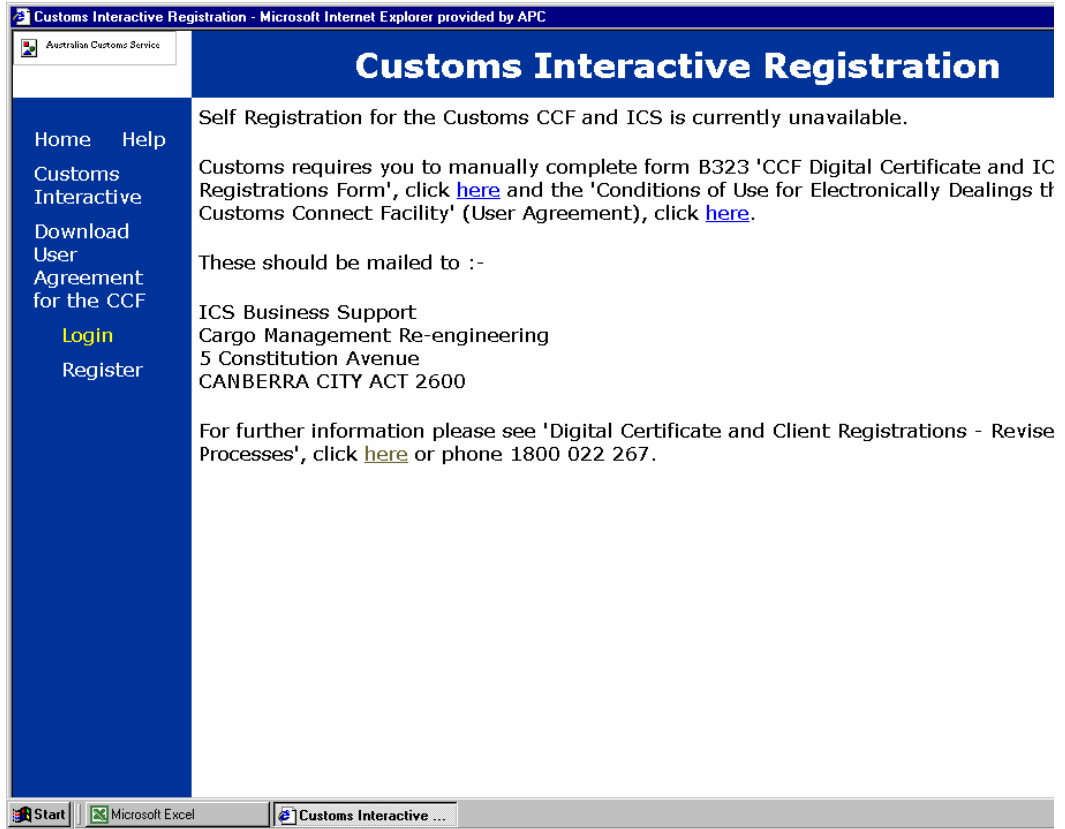 Customs Interactive Registration - Microsoft Internet Explorer provided by APC
Australian Customs Service
Customs Interactive Registration
Home Help
Customs
Interactive
Download
User
Agreement
for the CCF
Login
Register
Self Registration for the Customs CCF and ICS is currently unavailable.
Customs requires you to manually complete form B323 'CCF Digital Certificate and IC
Registrations Form', click here and the 'Conditions of Use for Electronically Dealings th
Customs Connect Facility' (User Agreement), click here.
These should be mailed to :-
ICS Business Support
Cargo Management Re-engineering
5 Constitution Avenue
CANBERRA CITY ACT 2600
For further information please see 'Digital Certificate and Client Registrations - Revise
Processes', click here or phone 1800 022 267.
Start Microsoft Excel Customs Interactive ...